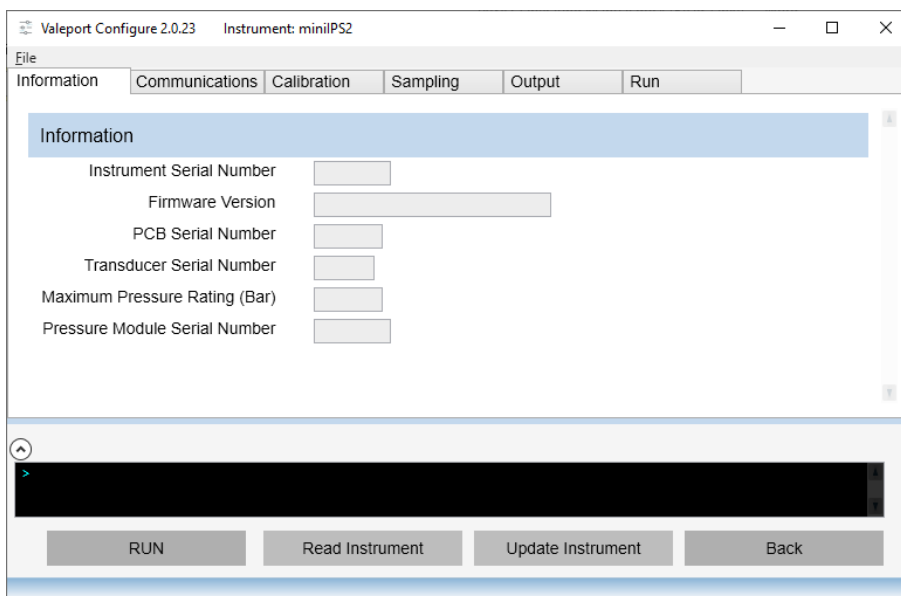 Valeport Configure 2.0.23 Instrument: miniIPS2
File
Information Communications Calibration Sampling Output Run
Information
Instrument Serial Number
Firmware Version
PCB Serial Number
Transducer Serial Number
Maximum Pressure Rating (Bar)
Pressure Module Serial Number
>
RUN Read Instrument Update Instrument Back